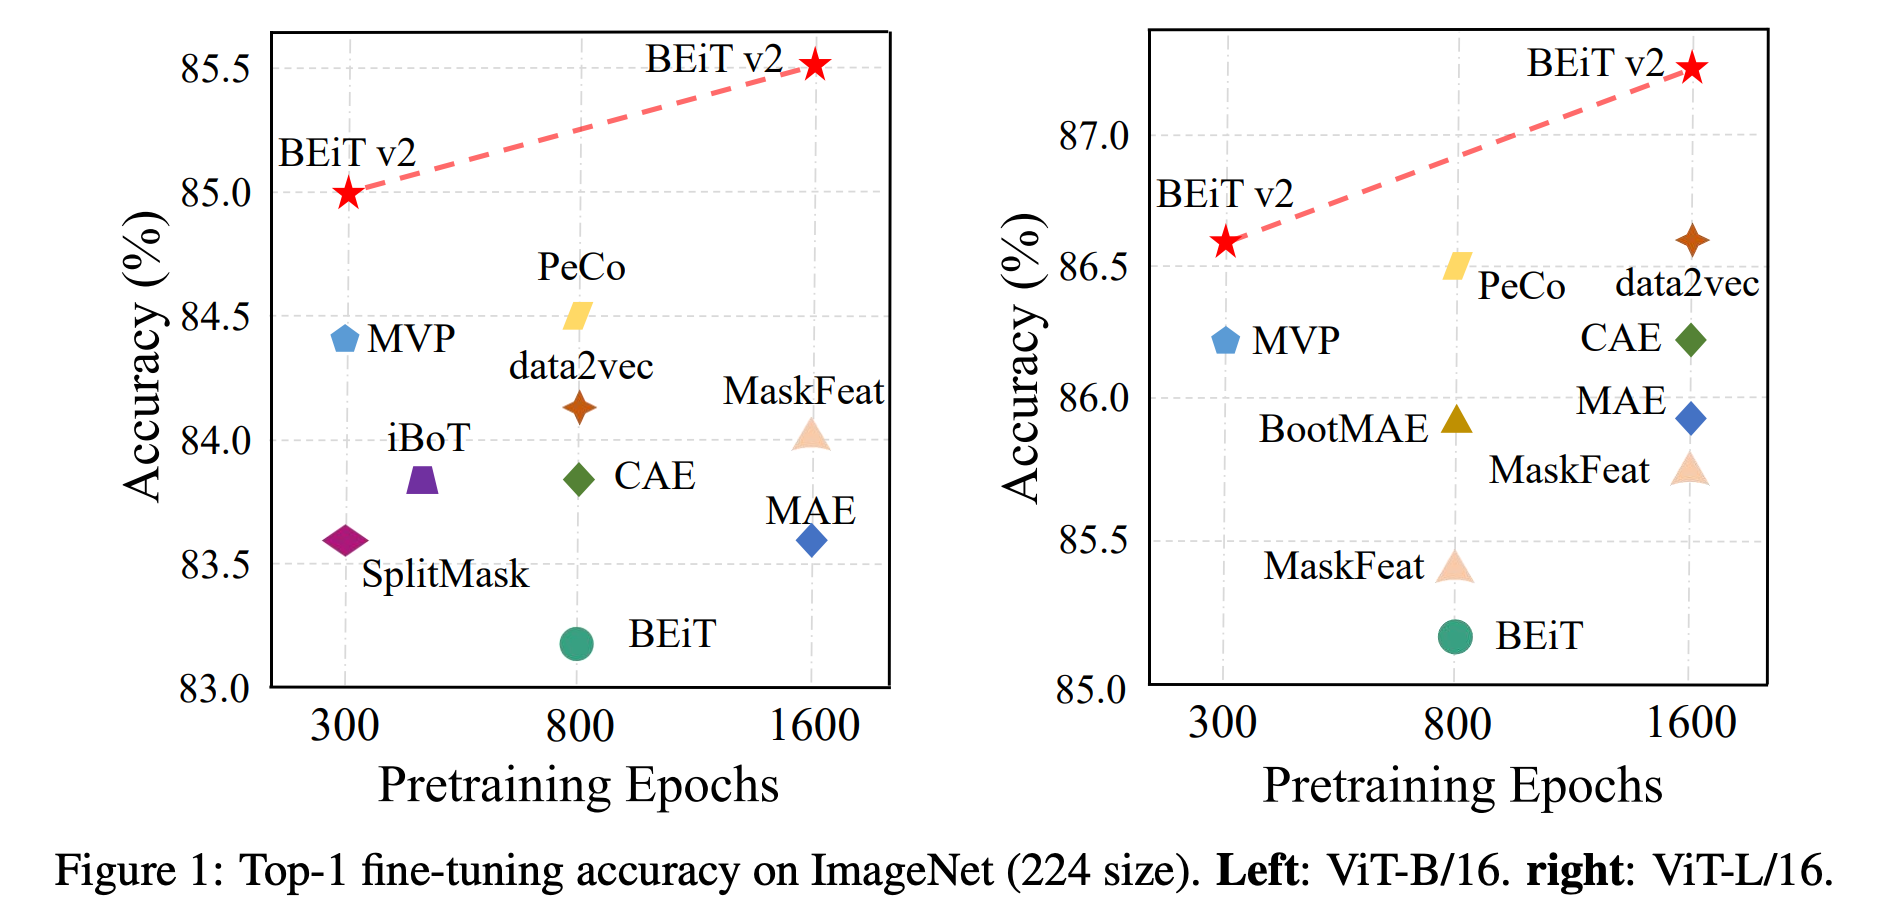 85.5
85.0
84.5
84.0
83.5
83.0
Accuracy (%)
BEiT v2
BEiT v2
PeCo
MVP
data2vec
MaskFeat
iBoT
CAE
MAE
SplitMask
BEiT
300 800 1600
Pretraining Epochs
87.0
86.5
86.0
85.5
85.0
Accuracy (%)
BEiT v2
BEiT v2
PeCo
data2vec
MVP
CAE
MAE
BootMAE
MaskFeat
MaskFeat
BEiT
300 800 1600
Pretraining Epochs
Figure 1: Top-1 fine-tuning accuracy on ImageNet (224 size). Left: ViT-B/16. right: ViT-L/16.